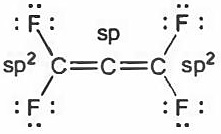 F F
sp
sp² C=C=C sp²
F F